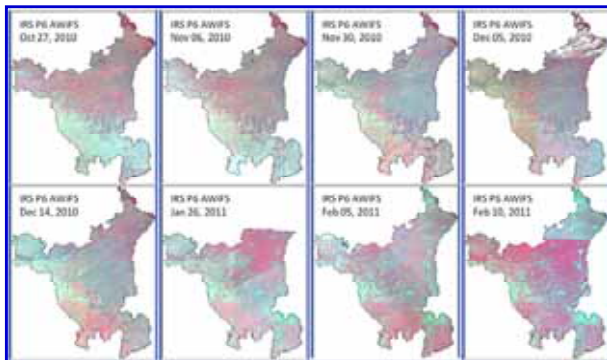 IRS P6 AWiFS
Oct 27, 2010
IRS P6 AWiFS
Nov 06, 2010
IRS P6 AWiFS
Nov 30, 2010
IRS P6 AWiFS
Dec 05, 2010
IRS P6 AWiFS
Dec 14, 2010
IRS P6 AWiFS
Jan 26, 2011
IRS P6 AWiFS
Feb 05, 2011
IRS P6 AWiFS
Feb 10, 2011